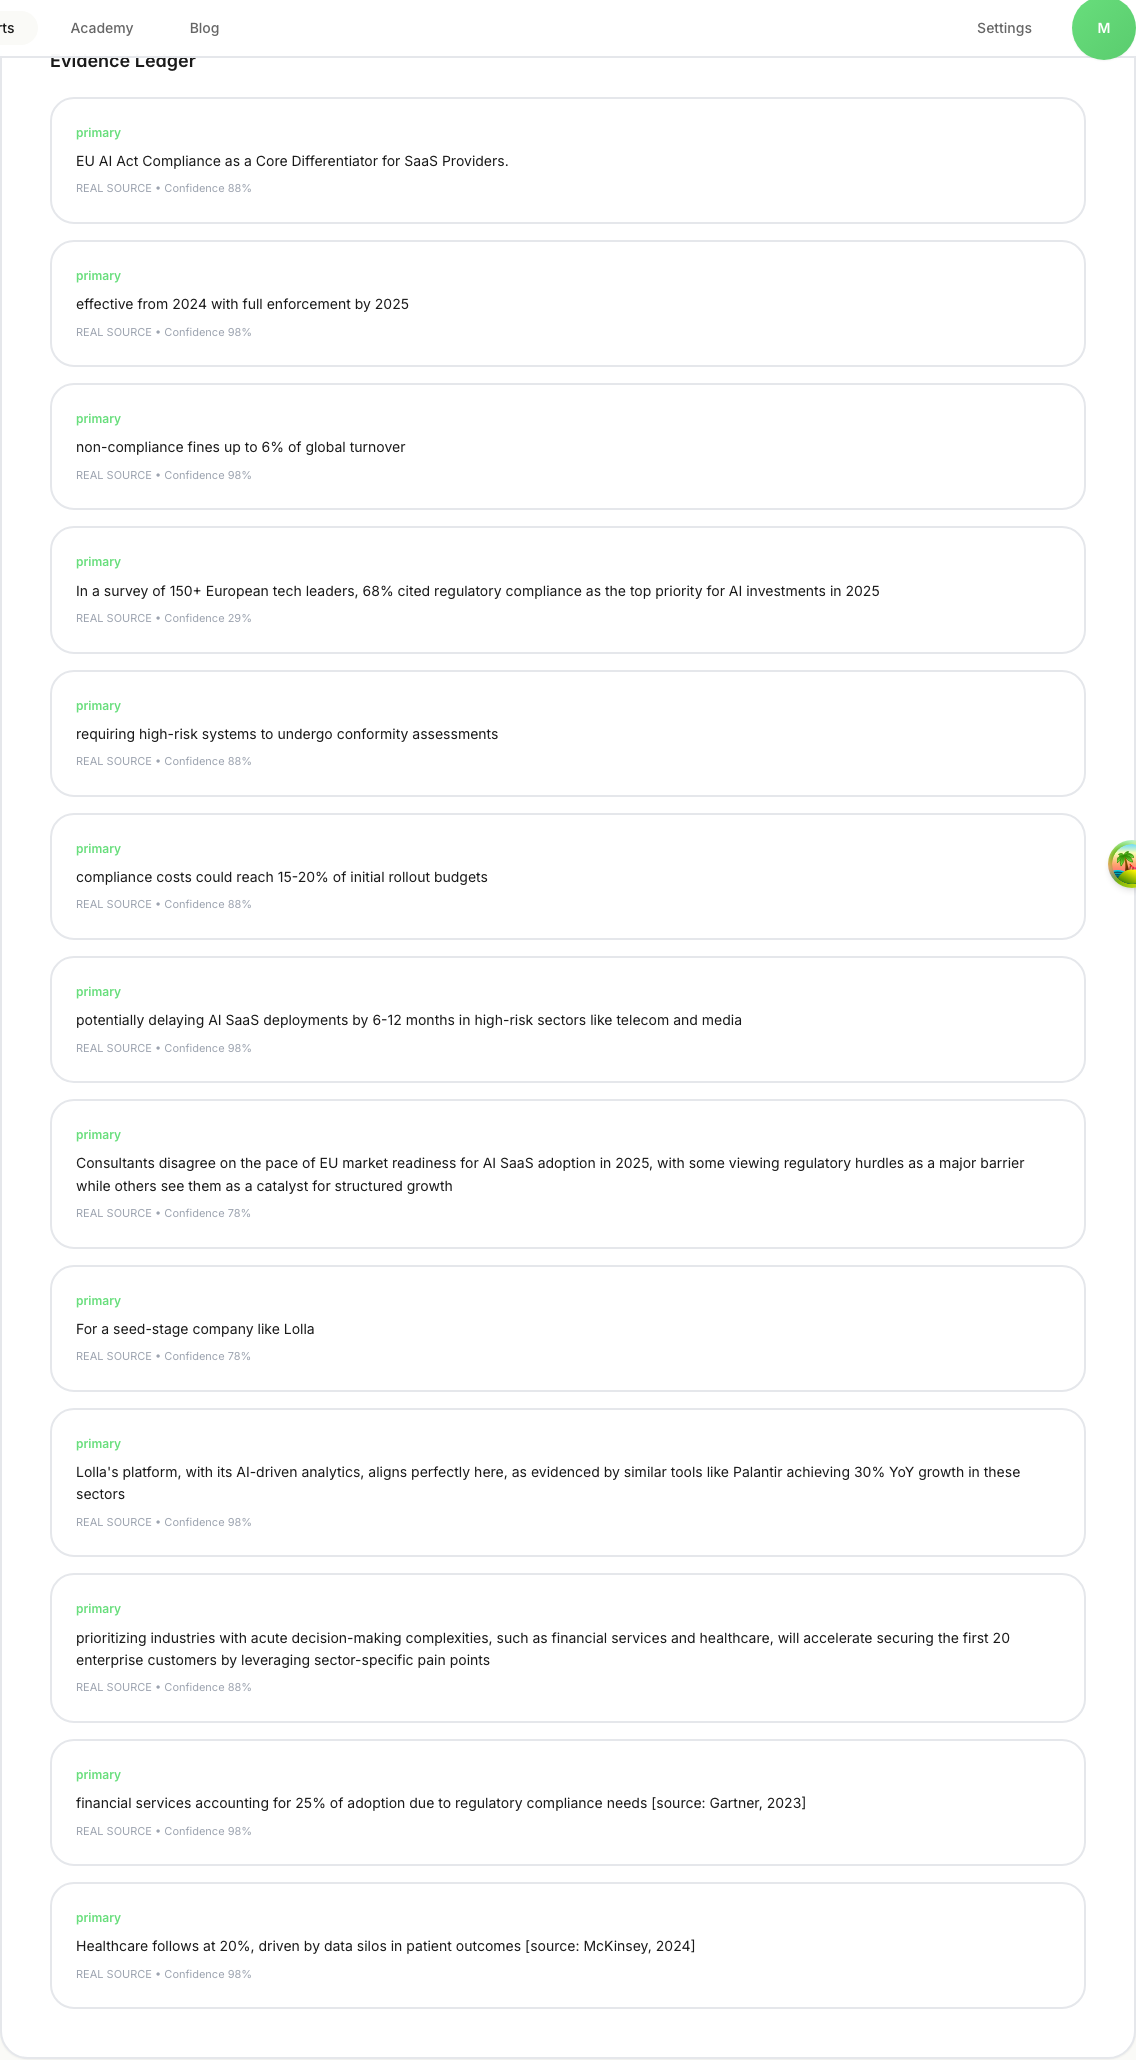 rts
Academy
Blog
Settings
M
Evidence Ledger
primary
EU AI Act Compliance as a Core Differentiator for SaaS Providers.
REAL SOURCE • Confidence 88%
primary
effective from 2024 with full enforcement by 2025
REAL SOURCE • Confidence 98%
primary
non-compliance fines up to 6% of global turnover
REAL SOURCE • Confidence 98%
primary
In a survey of 150+ European tech leaders, 68% cited regulatory compliance as the top priority for AI investments in 2025
REAL SOURCE • Confidence 29%
primary
requiring high-risk systems to undergo conformity assessments
REAL SOURCE • Confidence 88%
primary
compliance costs could reach 15-20% of initial rollout budgets
REAL SOURCE • Confidence 88%
primary
potentially delaying AI SaaS deployments by 6-12 months in high-risk sectors like telecom and media
REAL SOURCE • Confidence 98%
primary
Consultants disagree on the pace of EU market readiness for AI SaaS adoption in 2025, with some viewing regulatory hurdles as a major barrier
while others see them as a catalyst for structured growth
REAL SOURCE • Confidence 78%
primary
For a seed-stage company like Lolla
REAL SOURCE • Confidence 78%
primary
Lolla's platform, with its AI-driven analytics, aligns perfectly here, as evidenced by similar tools like Palantir achieving 30% YoY growth in these
sectors
REAL SOURCE • Confidence 98%
primary
prioritizing industries with acute decision-making complexities, such as financial services and healthcare, will accelerate securing the first 20
enterprise customers by leveraging sector-specific pain points
REAL SOURCE • Confidence 88%
primary
financial services accounting for 25% of adoption due to regulatory compliance needs [source: Gartner, 2023]
REAL SOURCE • Confidence 98%
primary
Healthcare follows at 20%, driven by data silos in patient outcomes [source: McKinsey, 2024]
REAL SOURCE • Confidence 98%